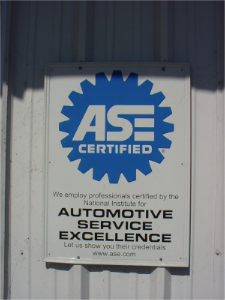 ASE
CERTIFIED
We employ professionals certified by the
National Institute for
AUTOMOTIVE
SERVICE
EXCELLENCE
Let us show you their credentials
www.ase.com